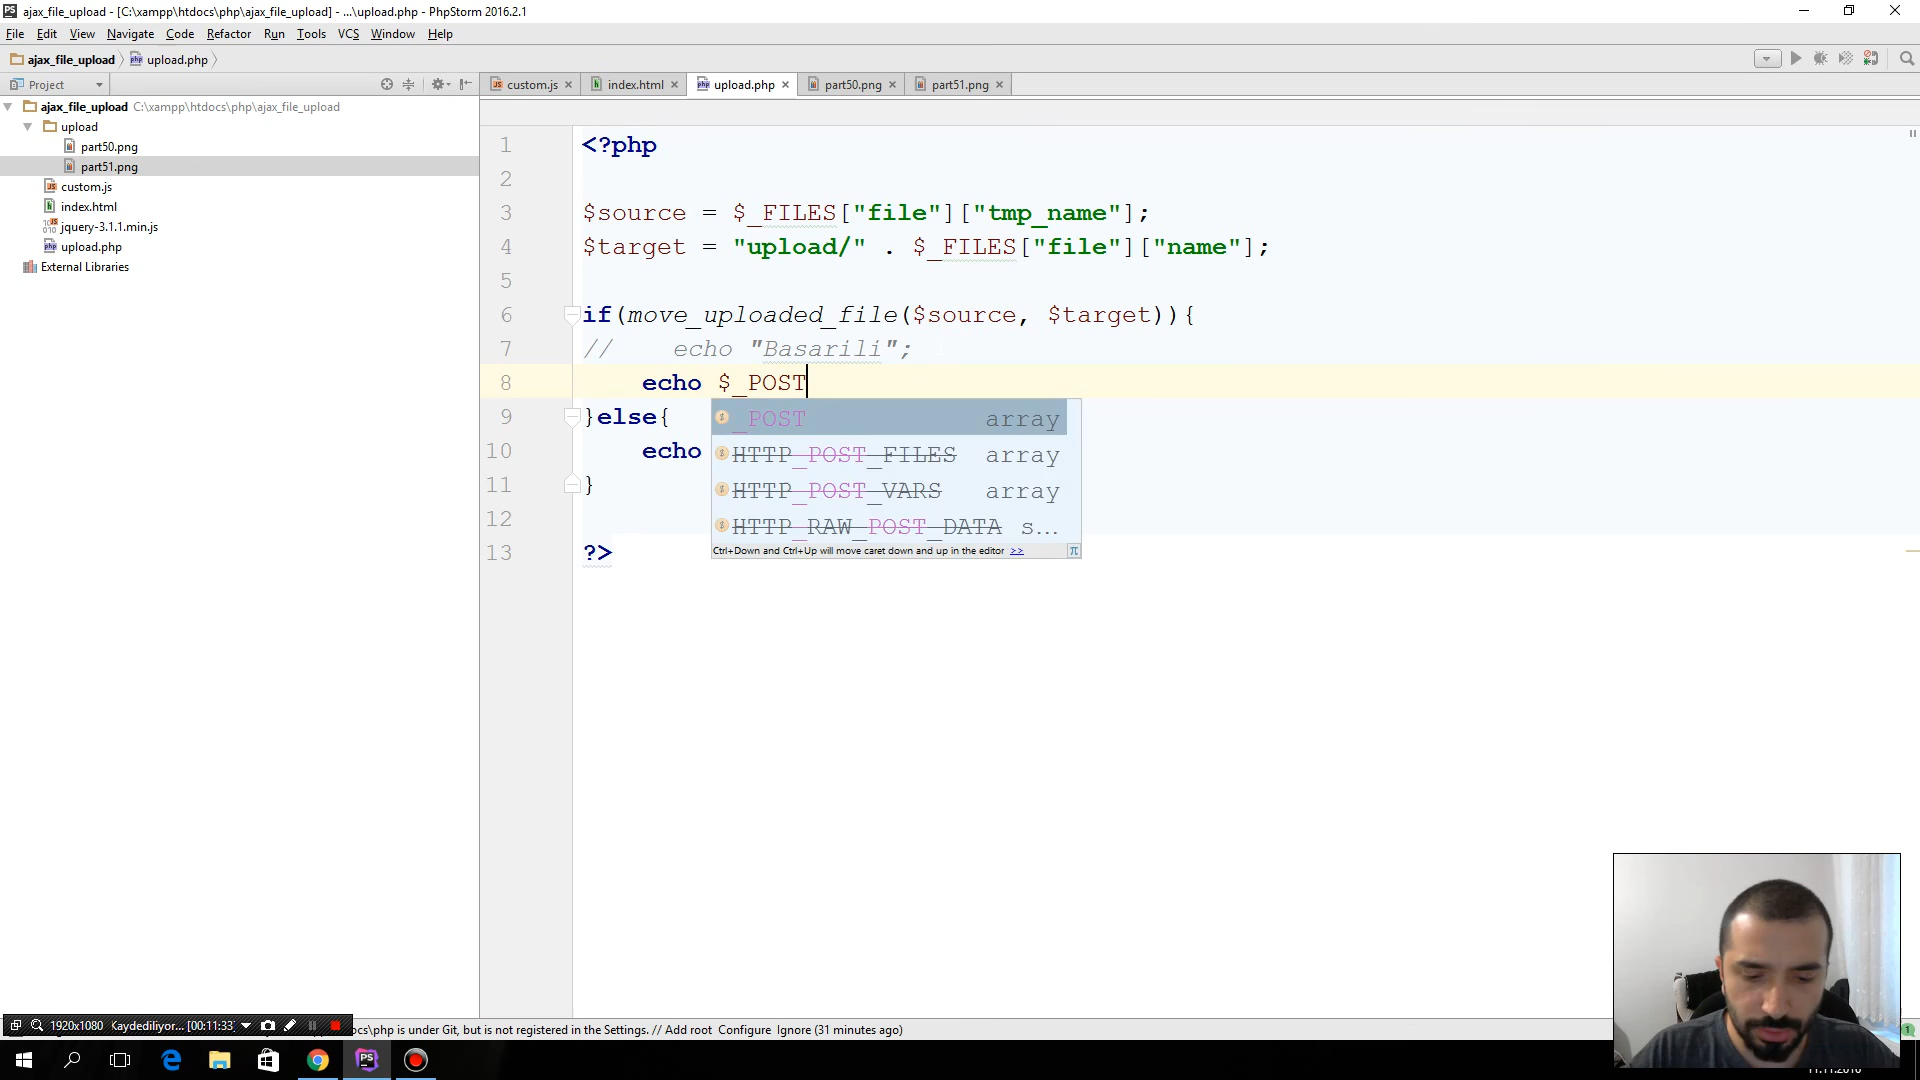 PS ajax_file_upload - [C:\xampp\htdocs\php\ajax_file_upload] - ...\upload.php - PhpStorm 2016.2.1
File Edit View Navigate Code Refactor Run Tools VCS Window Help
ajax_file_upload upload.php
Project custom.js index.html upload.php part50.png part51.png
ajax_file_upload C:\xampp\htdocs\php\ajax_file_upload
upload
part50.png
part51.png
custom.js
index.html
jquery-3.1.1.min.js
upload.php
External Libraries
1 <?php
2
3 $source = $_FILES["file"]["tmp_name"];
4 $target = "upload/" . $_FILES["file"]["name"];
5
6 if(move_uploaded_file($source, $target)){
7 // echo "Basarili";
8 echo $_POST
9 }else{
10 echo
11 }
12
13 ?>
_POST array
HTTP_POST_FILES array
HTTP_POST_VARS array
HTTP_RAW_POST_DATA s...
Ctrl+Down and Ctrl+Up will move caret down and up in the editor >> π
1920x1080 Kaydediliyor... [00:11:33] ocs\php is under Git, but is not registered in the Settings. // Add root Configure Ignore (31 minutes ago)